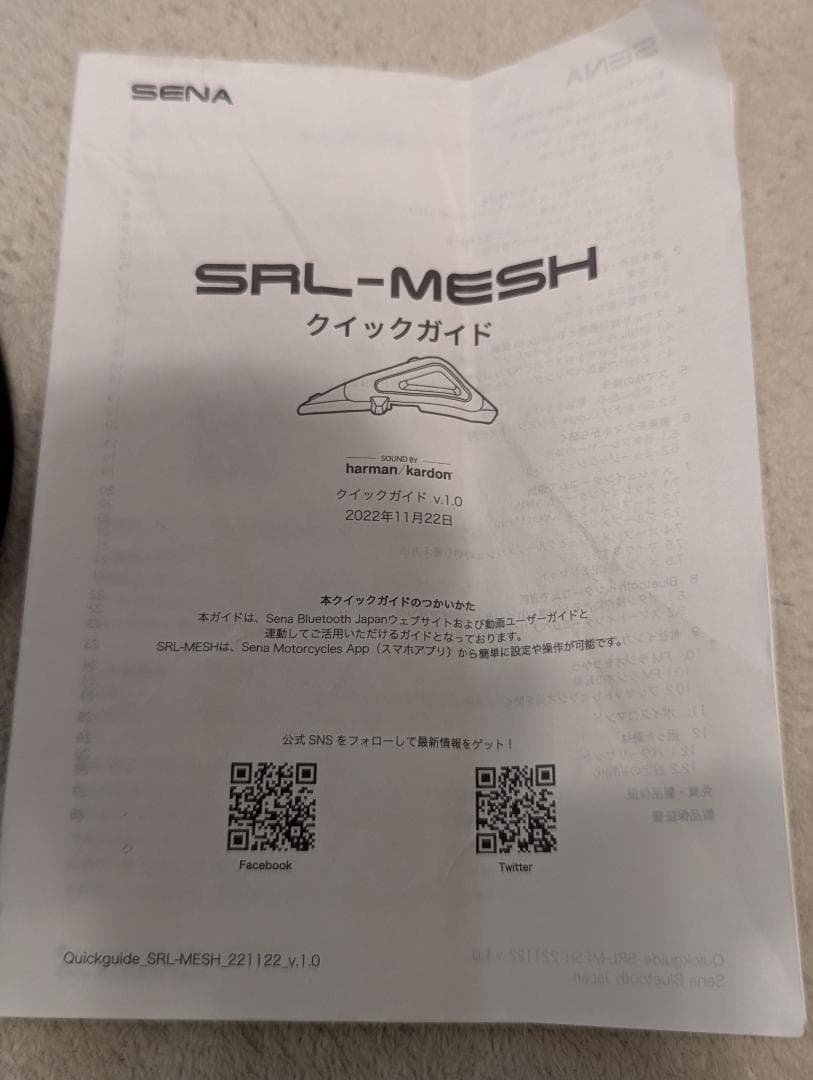 SENA
SRL-MESH
クイックガイド
SOUND BY
harman/kardon
クイックガイド v.1.0
2022年11月22日
本クイックガイドのつかいかた
本ガイドは、Sena Bluetooth Japanウェブサイトおよび動画ユーザーガイドと
連動してご活用いただけるガイドとなっております。
SRL-MESHは、Sena Motorcycles App（スマホアプリ）から簡単に設定や操作が可能です。
公式 SNS をフォローして最新情報をゲット！
Facebook
Twitter
Quickguide_SRL-MESH_221122_v.1.0